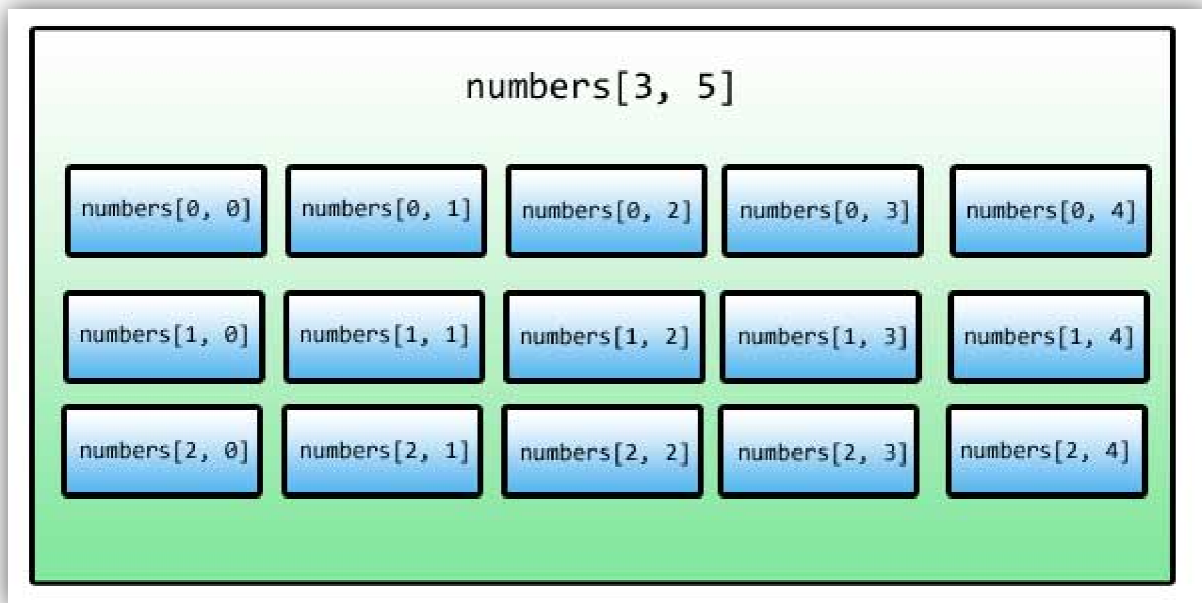 numbers[3, 5]
numbers[0, 0] numbers[0, 1] numbers[0, 2] numbers[0, 3] numbers[0, 4]
numbers[1, 0] numbers[1, 1] numbers[1, 2] numbers[1, 3] numbers[1, 4]
numbers[2, 0] numbers[2, 1] numbers[2, 2] numbers[2, 3] numbers[2, 4]